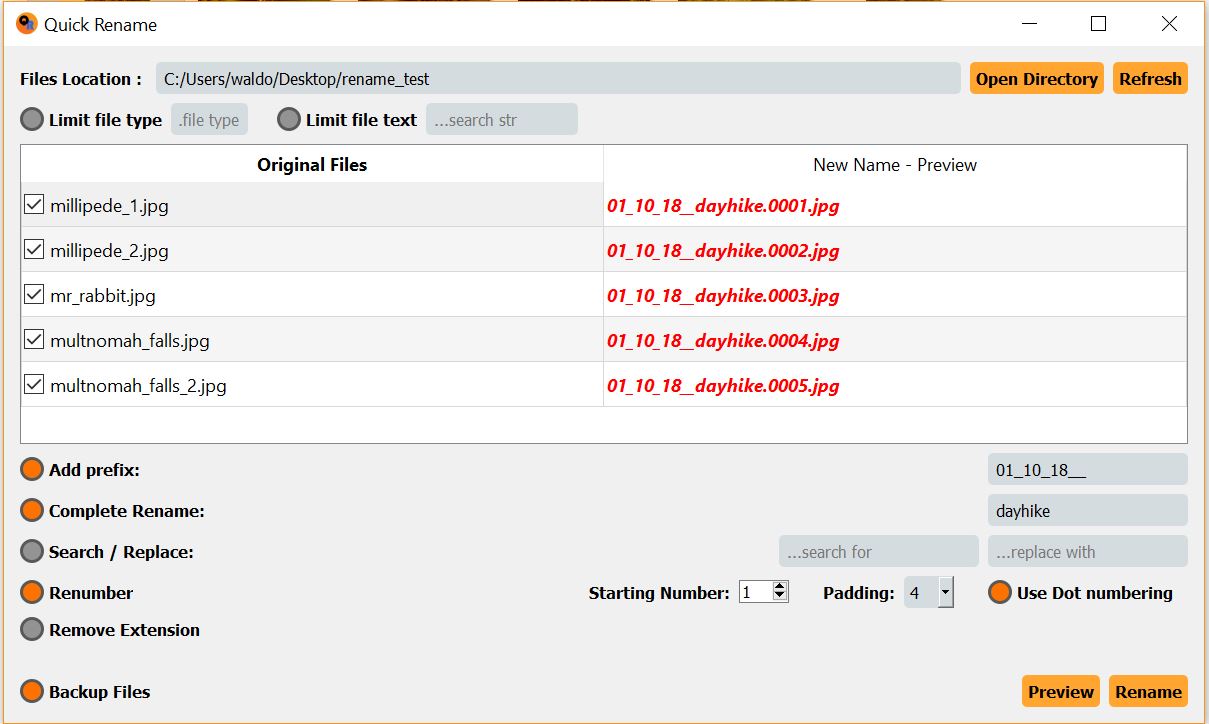 Quick Rename
Files Location : C:/Users/waldo/Desktop/rename_test Open Directory Refresh
Limit file type .file type Limit file text ...search str
Original Files New Name - Preview
millipede_1.jpg 01_10_18__dayhike.0001.jpg
millipede_2.jpg 01_10_18__dayhike.0002.jpg
mr_rabbit.jpg 01_10_18__dayhike.0003.jpg
multnomah_falls.jpg 01_10_18__dayhike.0004.jpg
multnomah_falls_2.jpg 01_10_18__dayhike.0005.jpg
Add prefix: 01_10_18__
Complete Rename: dayhike
Search / Replace: ...search for ...replace with
Renumber Starting Number: 1 Padding: 4 Use Dot numbering
Remove Extension
Backup Files Preview Rename